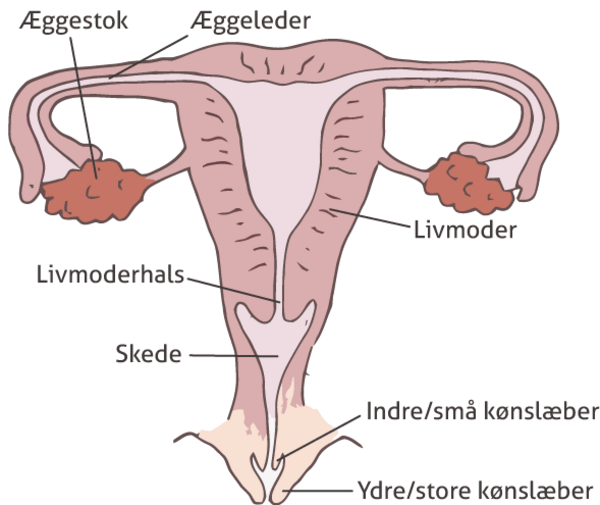 Æggestok
Æggeleder
Livmoder
Livmoderhals
Skede
Indre/små kønslæber
Ydre/store kønslæber